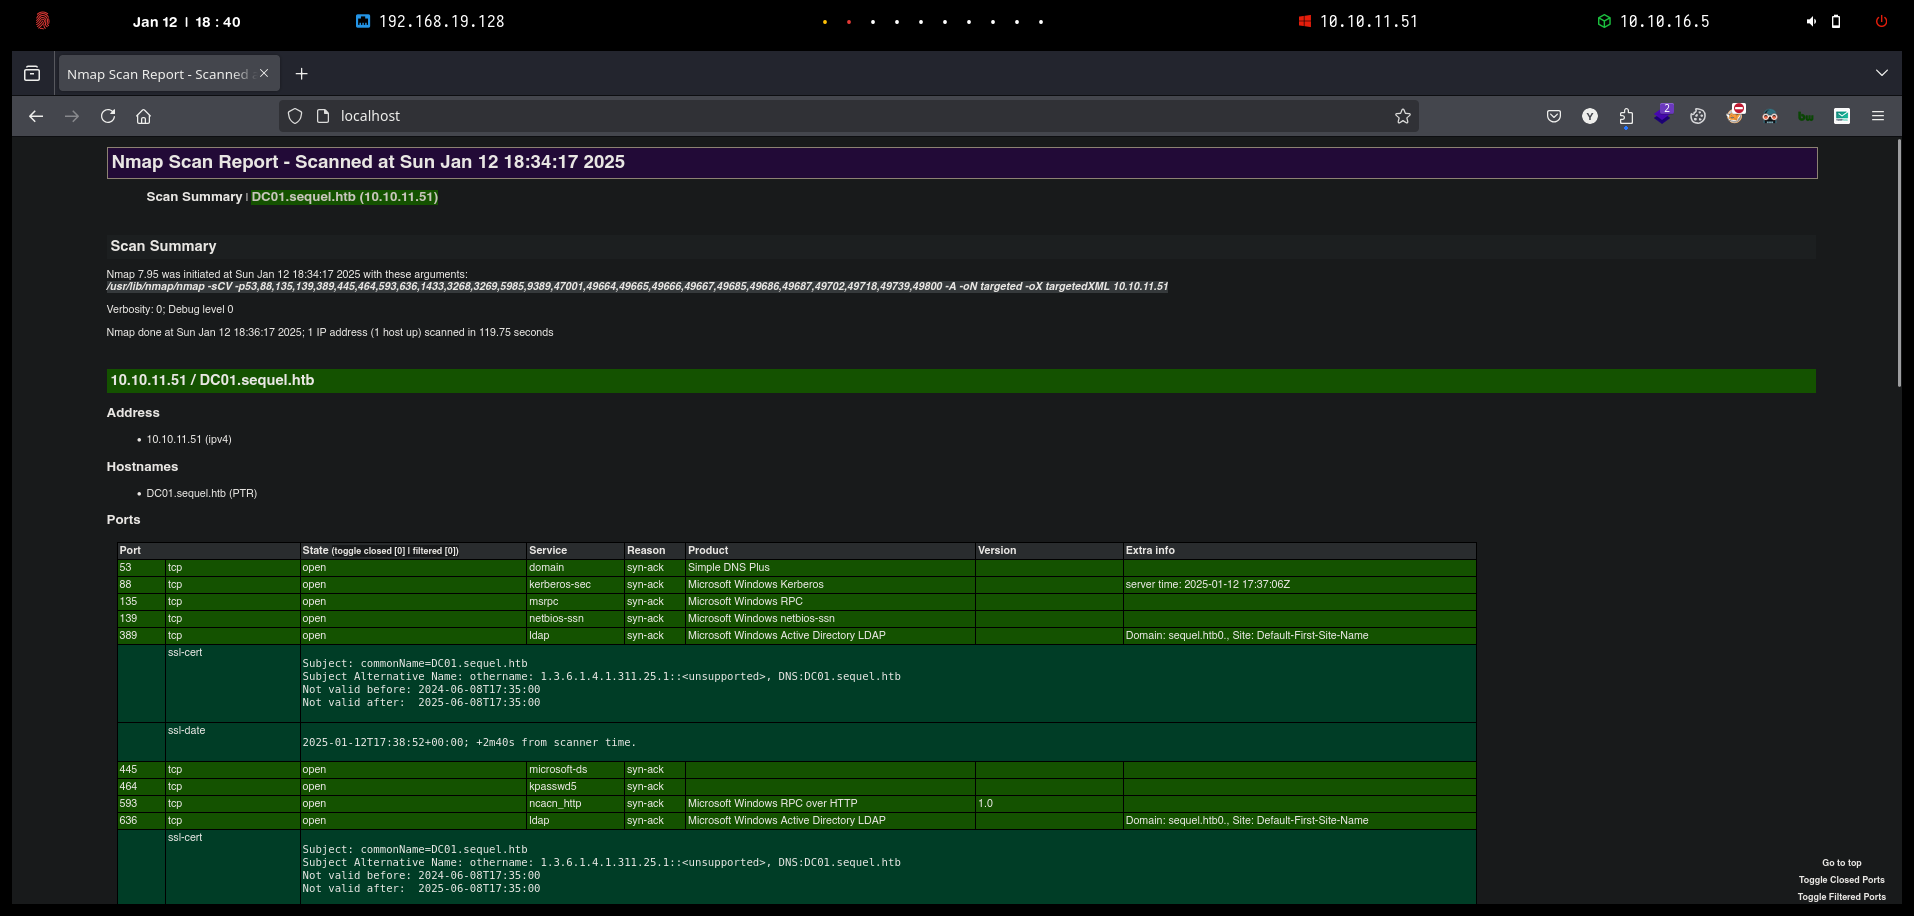 Jan 12 | 18 : 40
192.168.19.128
10.10.11.51
10.10.16.5
Nmap Scan Report - Scanned
localhost
2
Y
Nmap Scan Report - Scanned at Sun Jan 12 18:34:17 2025
Scan Summary | DC01.sequel.htb (10.10.11.51)
Scan Summary
Nmap 7.95 was initiated at Sun Jan 12 18:34:17 2025 with these arguments:
/usr/lib/nmap/nmap -sCV -p53,88,135,139,389,445,464,593,636,1433,3268,3269,5985,9389,47001,49664,49665,49666,49667,49685,49686,49687,49702,49718,49739,49800 -A -oN targeted -oX targetedXML 10.10.11.51
Verbosity: 0; Debug level 0
Nmap done at Sun Jan 12 18:36:17 2025; 1 IP address (1 host up) scanned in 119.75 seconds
10.10.11.51 / DC01.sequel.htb
Address
• 10.10.11.51 (ipv4)
Hostnames
• DC01.sequel.htb (PTR)
Ports
Port State (toggle closed [0] | filtered [0]) Service Reason Product Version Extra info
53 tcp open domain syn-ack Simple DNS Plus
88 tcp open kerberos-sec syn-ack Microsoft Windows Kerberos server time: 2025-01-12 17:37:06Z
135 tcp open msrpc syn-ack Microsoft Windows RPC
139 tcp open netbios-ssn syn-ack Microsoft Windows netbios-ssn
389 tcp open ldap syn-ack Microsoft Windows Active Directory LDAP Domain: sequel.htb0., Site: Default-First-Site-Name
ssl-cert
Subject: commonName=DC01.sequel.htb
Subject Alternative Name: othername: 1.3.6.1.4.1.311.25.1::<unsupported>, DNS:DC01.sequel.htb
Not valid before: 2024-06-08T17:35:00
Not valid after:  2025-06-08T17:35:00
ssl-date
2025-01-12T17:38:52+00:00; +2m40s from scanner time.
445 tcp open microsoft-ds syn-ack
464 tcp open kpasswd5 syn-ack
593 tcp open ncacn_http syn-ack Microsoft Windows RPC over HTTP 1.0
636 tcp open ldap syn-ack Microsoft Windows Active Directory LDAP Domain: sequel.htb0., Site: Default-First-Site-Name
ssl-cert
Subject: commonName=DC01.sequel.htb
Subject Alternative Name: othername: 1.3.6.1.4.1.311.25.1::<unsupported>, DNS:DC01.sequel.htb
Not valid before: 2024-06-08T17:35:00
Not valid after:  2025-06-08T17:35:00
Go to top
Toggle Closed Ports
Toggle Filtered Ports